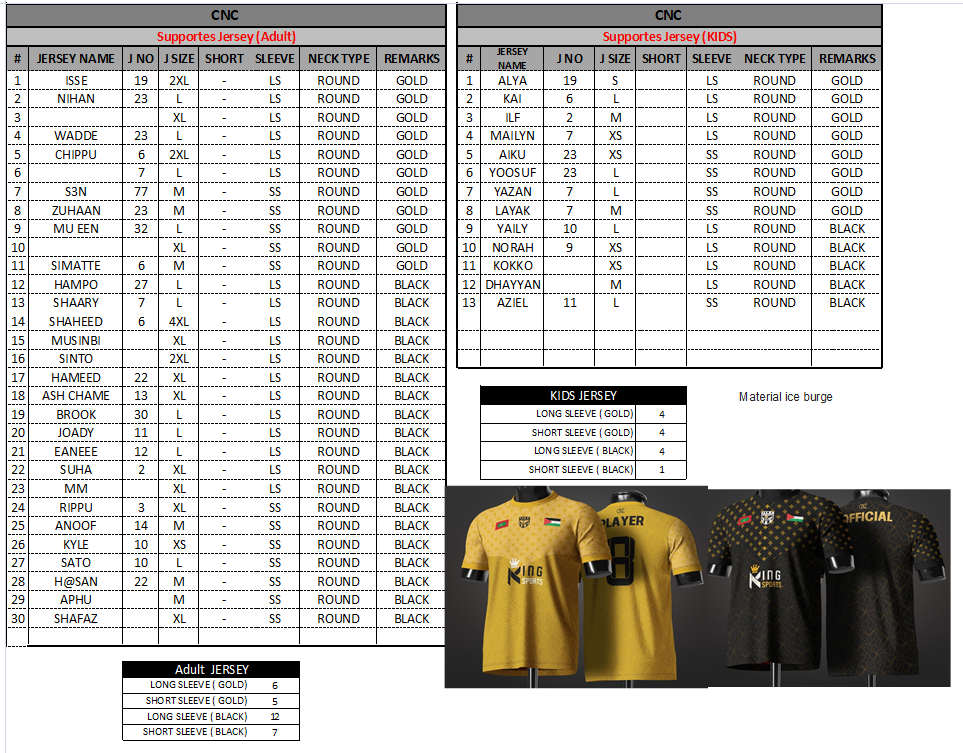 CNC
Supportes Jersey (Adult)
# JERSEY NAME J NO J SIZE SHORT SLEEVE NECK TYPE REMARKS
1 ISSE 19 2XL - LS ROUND GOLD
2 NIHAN 23 L - LS ROUND GOLD
3 XL - LS ROUND GOLD
4 WADDE 23 L - LS ROUND GOLD
5 CHIPPU 6 2XL - LS ROUND GOLD
6 7 L - LS ROUND GOLD
7 S3N 77 M - SS ROUND GOLD
8 ZUHAAN 23 M - SS ROUND GOLD
9 MU EEN 32 L - SS ROUND GOLD
10 XL - SS ROUND GOLD
11 SIMATTE 6 M - SS ROUND GOLD
12 HAMPO 27 L - LS ROUND BLACK
13 SHAARY 7 L - LS ROUND BLACK
14 SHAHEED 6 4XL - LS ROUND BLACK
15 MUSINBI XL - LS ROUND BLACK
16 SINTO 2XL - LS ROUND BLACK
17 HAMEED 22 XL - LS ROUND BLACK
18 ASH CHAME 13 XL - LS ROUND BLACK
19 BROOK 30 L - LS ROUND BLACK
20 JOADY 11 L - LS ROUND BLACK
21 EANEEE 12 L - LS ROUND BLACK
22 SUHA 2 XL - LS ROUND BLACK
23 MM XL - LS ROUND BLACK
24 RIPPU 3 XL - SS ROUND BLACK
25 ANOOF 14 M - SS ROUND BLACK
26 KYLE 10 XS - SS ROUND BLACK
27 SATO 10 L - SS ROUND BLACK
28 H@SAN 22 M - SS ROUND BLACK
29 APHU M - SS ROUND BLACK
30 SHAFAZ XL - SS ROUND BLACK
Adult JERSEY
LONG SLEEVE ( GOLD) 6
SHORT SLEEVE ( GOLD) 5
LONG SLEEVE ( BLACK) 12
SHORT SLEEVE ( BLACK) 7
CNC
Supportes Jersey (KIDS)
# JERSEY NAME J NO J SIZE SHORT SLEEVE NECK TYPE REMARKS
1 ALYA 19 S LS ROUND GOLD
2 KAI 6 L LS ROUND GOLD
3 ILF 2 M LS ROUND GOLD
4 MAILYN 7 XS LS ROUND GOLD
5 AIKU 23 XS SS ROUND GOLD
6 YOOSUF 23 L SS ROUND GOLD
7 YAZAN 7 L SS ROUND GOLD
8 LAYAK 7 M SS ROUND GOLD
9 YAILY 10 L LS ROUND BLACK
10 NORAH 9 XS LS ROUND BLACK
11 KOKKO XS LS ROUND BLACK
12 DHAYYAN M LS ROUND BLACK
13 AZIEL 11 L SS ROUND BLACK
KIDS JERSEY
LONG SLEEVE ( GOLD) 4
SHORT SLEEVE ( GOLD) 4
LONG SLEEVE ( BLACK) 4
SHORT SLEEVE ( BLACK) 1
Material ice burge
KING
SPORTS
PLAYER
8
KING
SPORTS
OFFICIAL